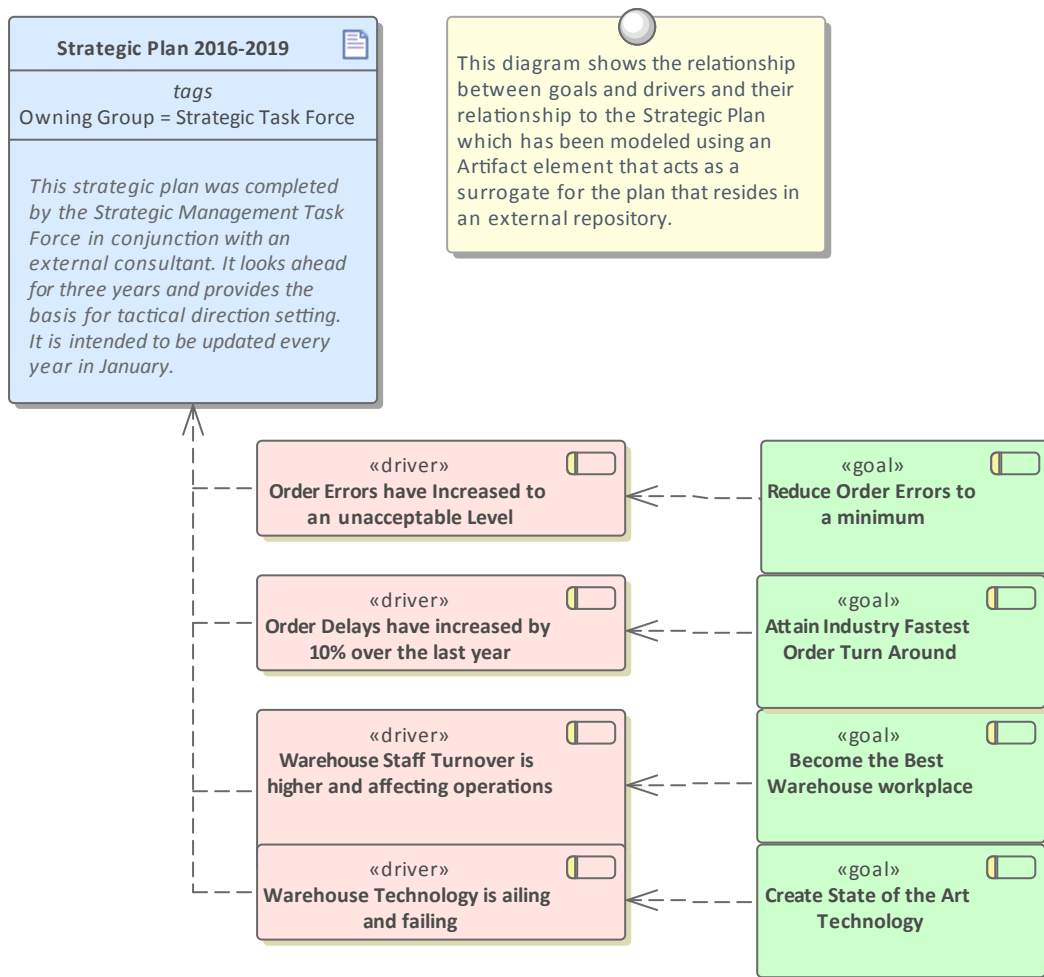 Strategic Plan 2016-2019
tags
Owning Group = Strategic Task Force
This strategic plan was completed
by the Strategic Management Task
Force in conjunction with an
external consultant. It looks ahead
for three years and provides the
basis for tactical direction setting.
It is intended to be updated every
year in January.
This diagram shows the relationship
between goals and drivers and their
relationship to the Strategic Plan
which has been modeled using an
Artifact element that acts as a
surrogate for the plan that resides in
an external repository.
«driver»
Order Errors have Increased to
an unacceptable Level
«goal»
Reduce Order Errors to
a minimum
«driver»
Order Delays have increased by
10% over the last year
«goal»
Attain Industry Fastest
Order Turn Around
«driver»
Warehouse Staff Turnover is
higher and affecting operations
«goal»
Become the Best
Warehouse workplace
«driver»
Warehouse Technology is ailing
and failing
«goal»
Create State of the Art
Technology